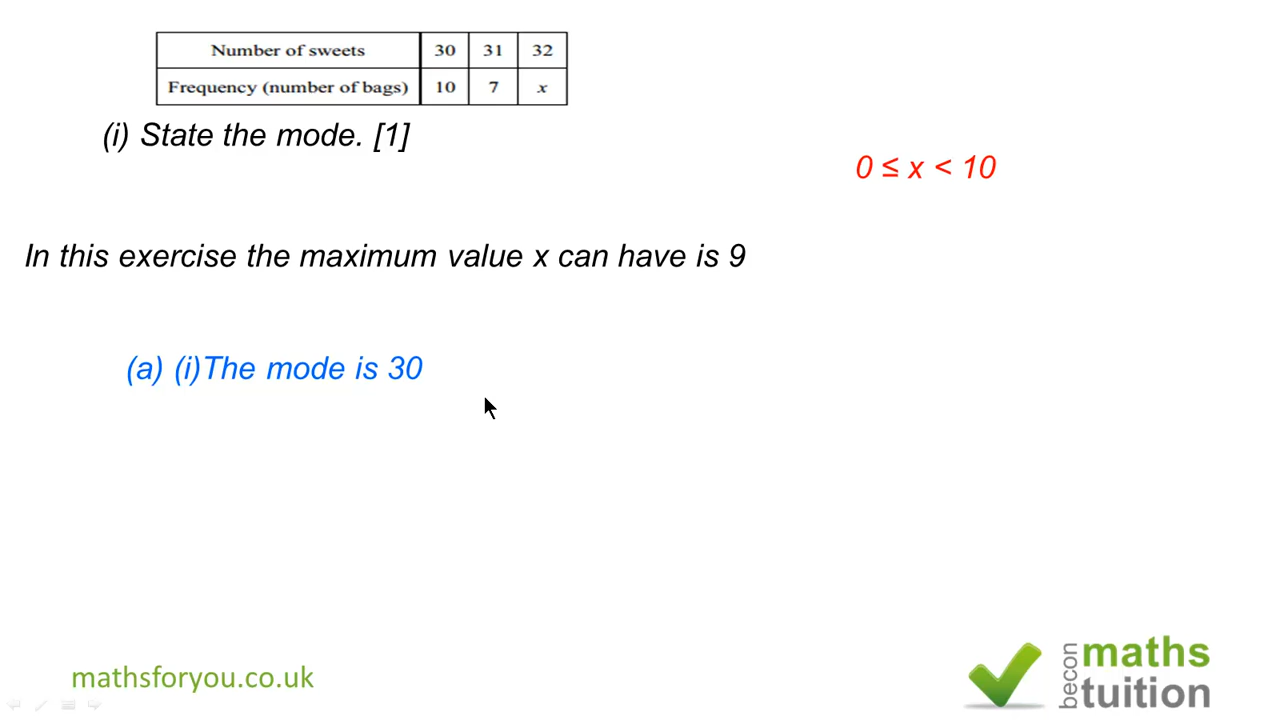 Number of sweets 30 31 32
Frequency (number of bags) 10 7 x
(i) State the mode. [1]
0 ≤ x < 10
In this exercise the maximum value x can have is 9
(a) (i)The mode is 30
mathsforyou.co.uk
becon maths tuition